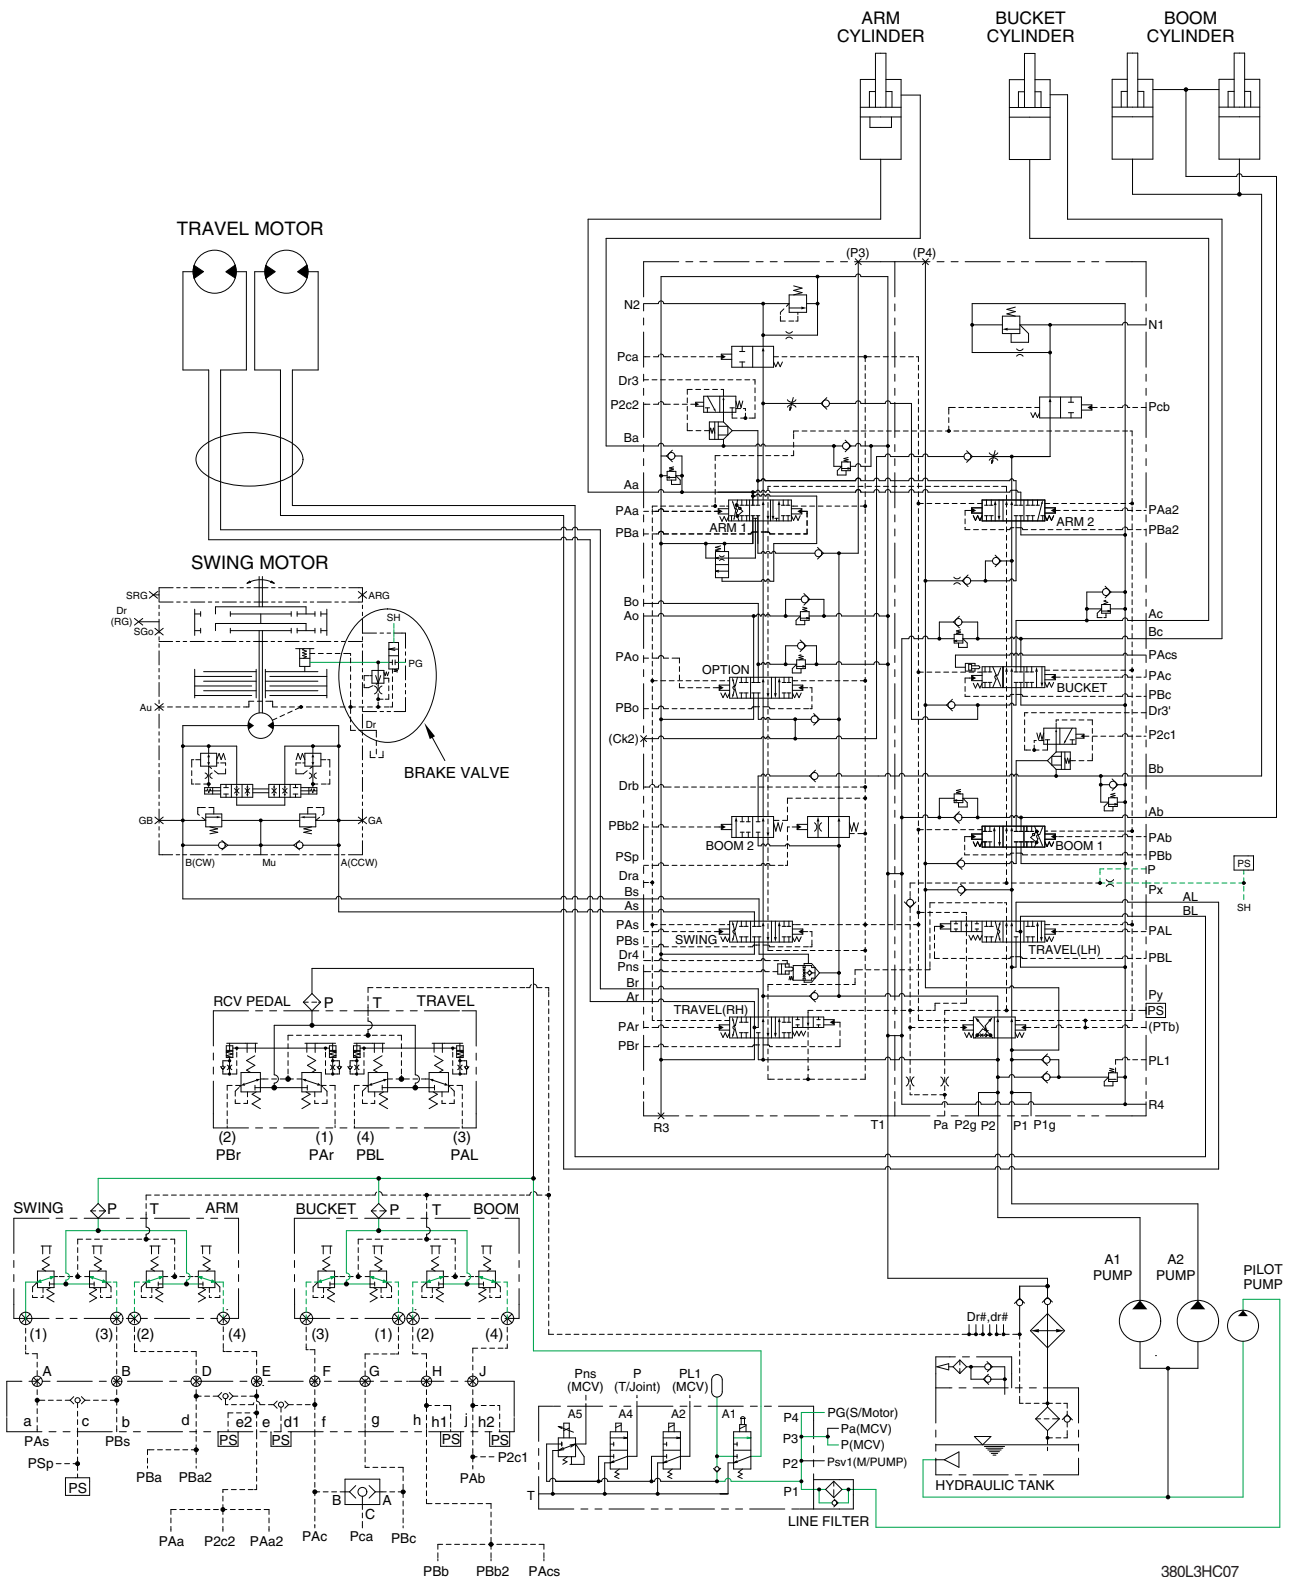 ARM
CYLINDER
BUCKET
CYLINDER
BOOM
CYLINDER
TRAVEL MOTOR
(P3)
(P4)
N2
N1
Pca
Dr3
P2c2
Pcb
Ba
Aa
PAa
ARM 1
PBa
ARM 2
PAa2
PBa2
SWING MOTOR
SRG
ARG
Dr
(RG)
SGo
SH
PG
Au
Dr
BRAKE VALVE
GB
GA
B(CW)
Mu
A(CCW)
Bo
Ao
PAo
OPTION
PBo
(Ck2)
Drb
PBb2
BOOM 2
PSp
Dra
Bs
As
PAs
PBs
SWING
Dr4
Pns
Br
Ar
TRAVEL(RH)
PAr
PBr
Ac
Bc
PAcs
PAc
BUCKET
PBc
Dr3'
P2c1
Bb
Ab
PAb
BOOM 1
PBb
P
PS
Px
SH
AL
BL
PAL
TRAVEL(LH)
PBL
Py
PS
(PTb)
PL1
R4
R3
T1
Pa
P2g
P2
P1
P1g
RCV PEDAL
P
T
TRAVEL
(2)
(1)
(4)
(3)
PBr
PAr
PBL
PAL
SWING
P
T
ARM
BUCKET
P
T
BOOM
(1)
(3)
(2)
(4)
(3)
(1)
(2)
(4)
A
B
D
E
F
G
H
J
a
c
b
d
e2
e
d1
f
g
h
h1
j
h2
PAs
PBs
PS
PS
PS
PS
PSp
PS
PBa
PBa2
P2c1
PAb
B
A
C
PAa
P2c2
PAa2
PAc
Pca
PBc
PBb
PBb2
PAcs
Pns
(MCV)
P
(T/Joint)
PL1
(MCV)
A5
A4
A2
A1
T
P4
PG(S/Motor)
P3
Pa(MCV)
P(MCV)
P2
Psv1(M/PUMP)
P1
LINE FILTER
A1
PUMP
A2
PUMP
PILOT
PUMP
Dr#,dr#
HYDRAULIC TANK
380L3HC07